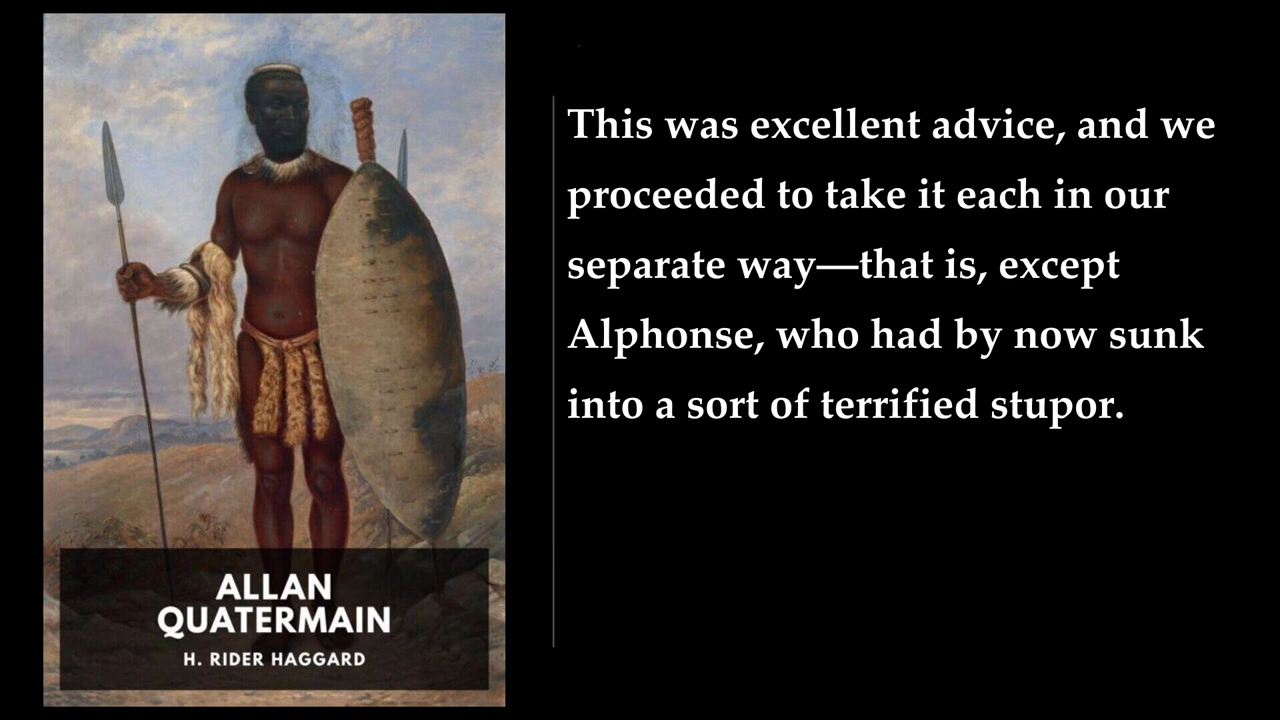 ALLAN
QUATERMAIN
H. RIDER HAGGARD
This was excellent advice, and we
proceeded to take it each in our
separate way—that is, except
Alphonse, who had by now sunk
into a sort of terrified stupor.